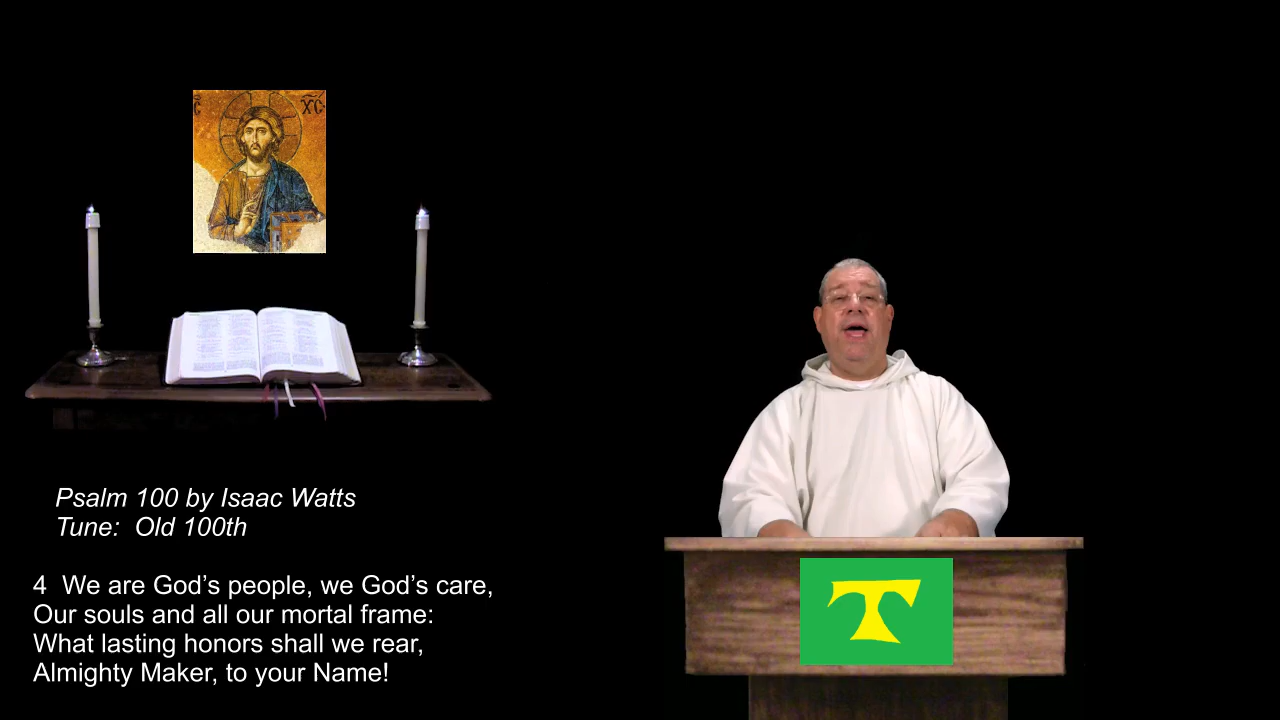 XC
Psalm 100 by Isaac Watts
Tune: Old 100th
4 We are God’s people, we God’s care,
Our souls and all our mortal frame:
What lasting honors shall we rear,
Almighty Maker, to your Name!
T